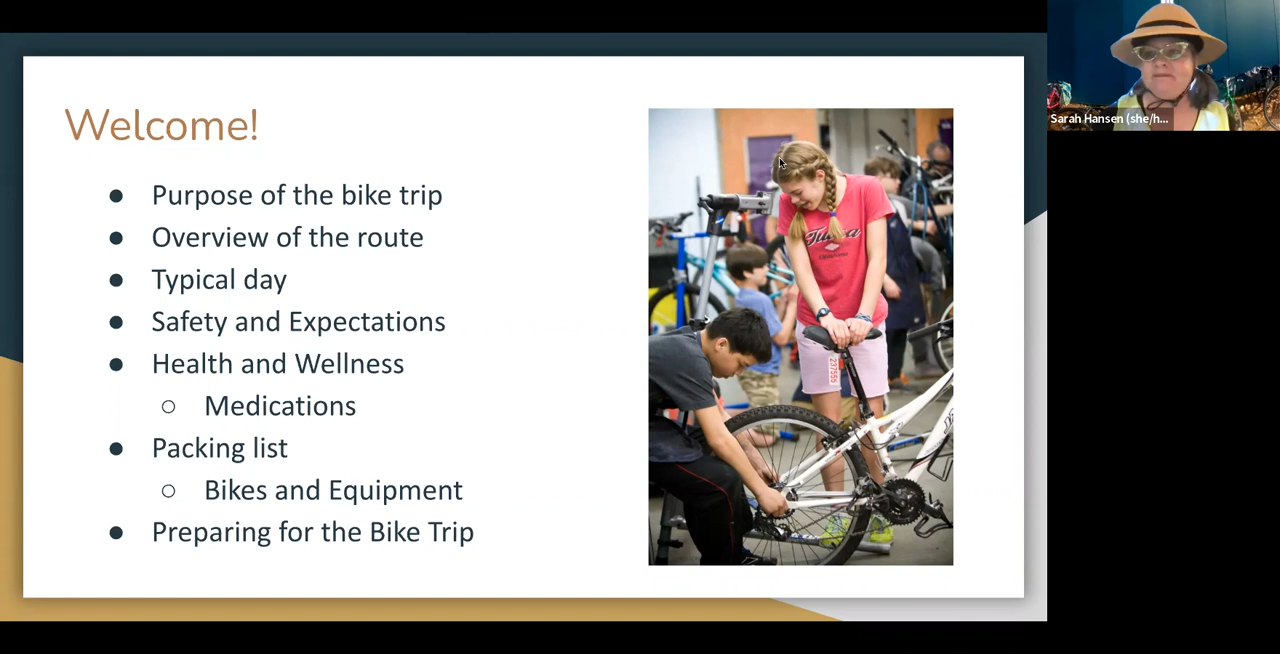 Welcome!
Purpose of the bike trip
Overview of the route
Typical day
Safety and Expectations
Health and Wellness
Medications
Packing list
Bikes and Equipment
Preparing for the Bike Trip
237555
Sarah Hansen (she/h...